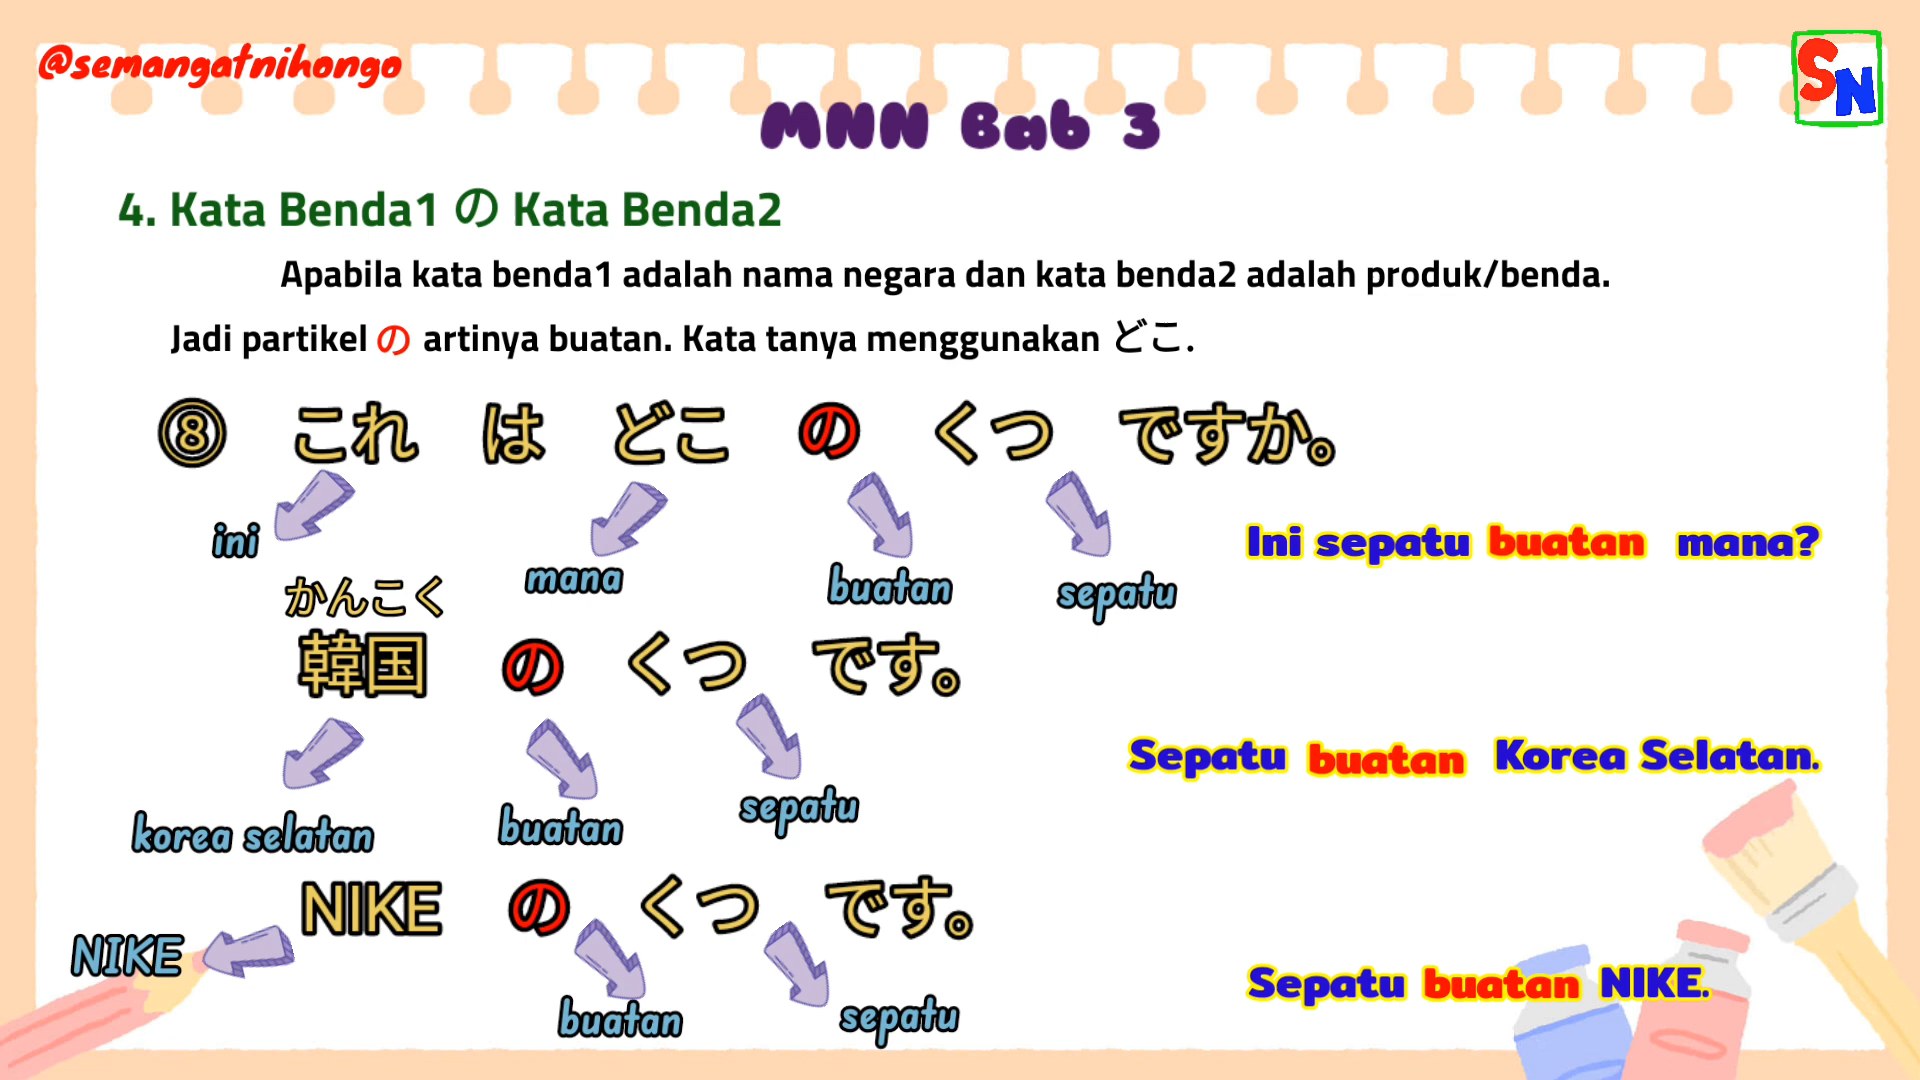 @semangatnihongo
SN
MNN Bab 3
4. Kata Benda1 の Kata Benda2
Apabila kata benda1 adalah nama negara dan kata benda2 adalah produk/benda.
Jadi partikel の artinya buatan. Kata tanya menggunakan どこ.
⑧ これ は どこ の くつ ですか。
ini mana buatan sepatu
Ini sepatu buatan mana?
かんこく
韓国 の くつ です。
korea selatan buatan sepatu
Sepatu buatan Korea Selatan.
NIKE の くつ です。
NIKE buatan sepatu
Sepatu buatan NIKE.